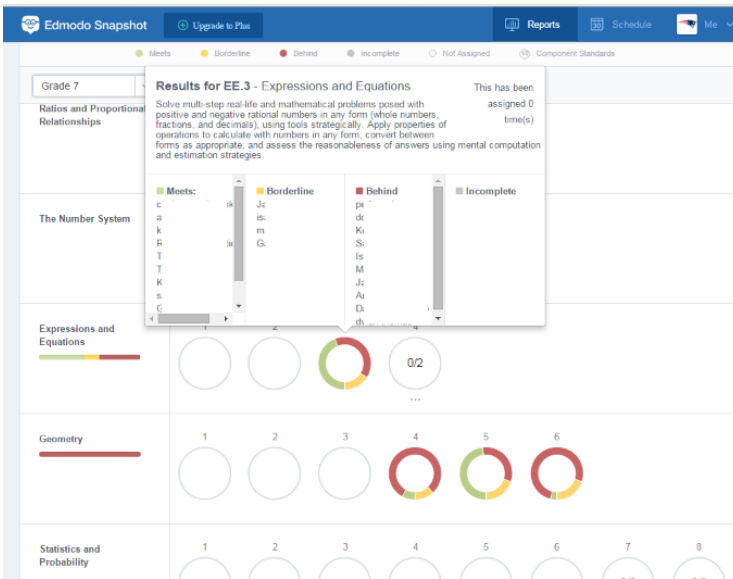 Edmodo Snapshot
Upgrade to Plus
Reports
Schedule
Me
Meets
Borderline
Behind
Incomplete
Not Assigned
Component Standards
Grade 7
Results for EE.3 - Expressions and Equations
This has been
assigned 0
time(s)
Solve multi-step real-life and mathematical problems posed with
positive and negative rational numbers in any form (whole numbers,
fractions, and decimals), using tools strategically. Apply properties of
operations to calculate with numbers in any form; convert between
forms as appropriate; and assess the reasonableness of answers using mental computation
and estimation strategies.
Meets:
Borderline
Behind
Incomplete
Ratios and Proportional
Relationships
The Number System
Expressions and
Equations
1
2
4
0/2
...
Geometry
1
2
3
4
5
6
Statistics and
Probability
1
2
3
4
5
6
7
8